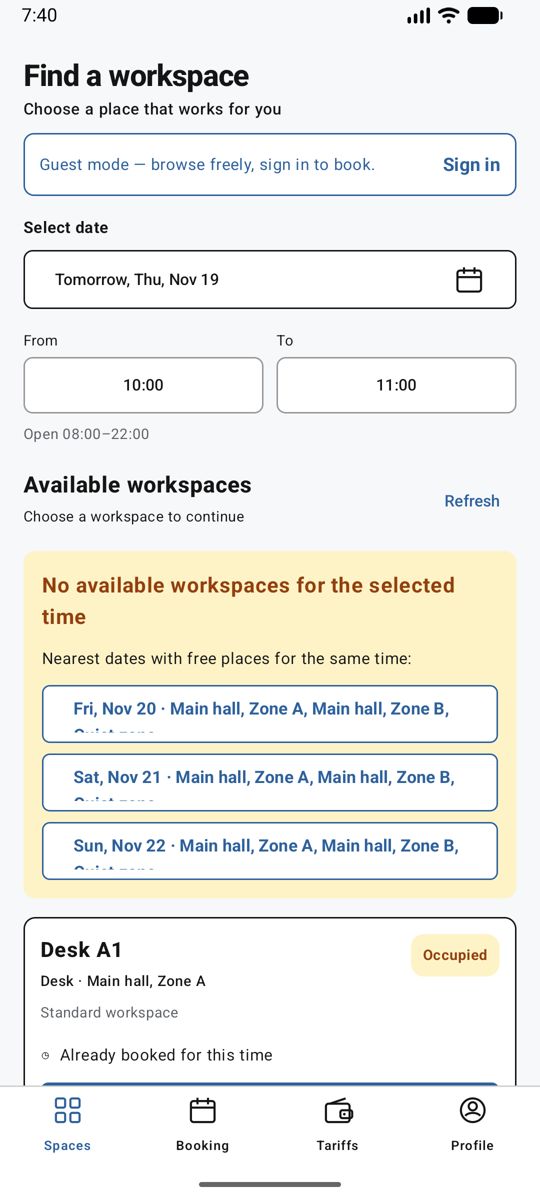 7:40
Find a workspace
Choose a place that works for you
Guest mode — browse freely, sign in to book.
Sign in
Select date
Tomorrow, Thu, Nov 19
From
To
10:00
11:00
Open 08:00–22:00
Available workspaces
Choose a workspace to continue
Refresh
No available workspaces for the selected
time
Nearest dates with free places for the same time:
Fri, Nov 20 · Main hall, Zone A, Main hall, Zone B,
Sat, Nov 21 · Main hall, Zone A, Main hall, Zone B,
Sun, Nov 22 · Main hall, Zone A, Main hall, Zone B,
Desk A1
Occupied
Desk · Main hall, Zone A
Standard workspace
Already booked for this time
Spaces
Booking
Tariffs
Profile